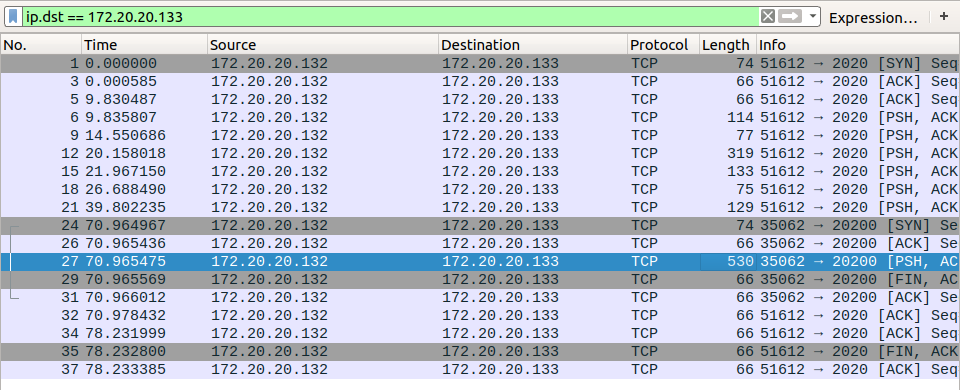 ip.dst == 172.20.20.133 Expression… +
No. Time Source Destination Protocol Length Info
1 0.000000 172.20.20.132 172.20.20.133 TCP 74 51612 → 2020 [SYN] Seq
3 0.000585 172.20.20.132 172.20.20.133 TCP 66 51612 → 2020 [ACK] Seq
5 9.830487 172.20.20.132 172.20.20.133 TCP 66 51612 → 2020 [ACK] Seq
6 9.835807 172.20.20.132 172.20.20.133 TCP 114 51612 → 2020 [PSH, ACK
9 14.550686 172.20.20.132 172.20.20.133 TCP 77 51612 → 2020 [PSH, ACK
12 20.158018 172.20.20.132 172.20.20.133 TCP 319 51612 → 2020 [PSH, ACK
15 21.967150 172.20.20.132 172.20.20.133 TCP 133 51612 → 2020 [PSH, ACK
18 26.688490 172.20.20.132 172.20.20.133 TCP 75 51612 → 2020 [PSH, ACK
21 39.802235 172.20.20.132 172.20.20.133 TCP 129 51612 → 2020 [PSH, ACK
24 70.964967 172.20.20.132 172.20.20.133 TCP 74 35062 → 20200 [SYN] Se
26 70.965436 172.20.20.132 172.20.20.133 TCP 66 35062 → 20200 [ACK] Se
27 70.965475 172.20.20.132 172.20.20.133 TCP 530 35062 → 20200 [PSH, AC
29 70.965569 172.20.20.132 172.20.20.133 TCP 66 35062 → 20200 [FIN, AC
31 70.966012 172.20.20.132 172.20.20.133 TCP 66 35062 → 20200 [ACK] Se
32 70.978432 172.20.20.132 172.20.20.133 TCP 66 51612 → 2020 [ACK] Seq
34 78.231999 172.20.20.132 172.20.20.133 TCP 66 51612 → 2020 [ACK] Seq
35 78.232800 172.20.20.132 172.20.20.133 TCP 66 51612 → 2020 [FIN, ACK
37 78.233385 172.20.20.132 172.20.20.133 TCP 66 51612 → 2020 [ACK] Seq